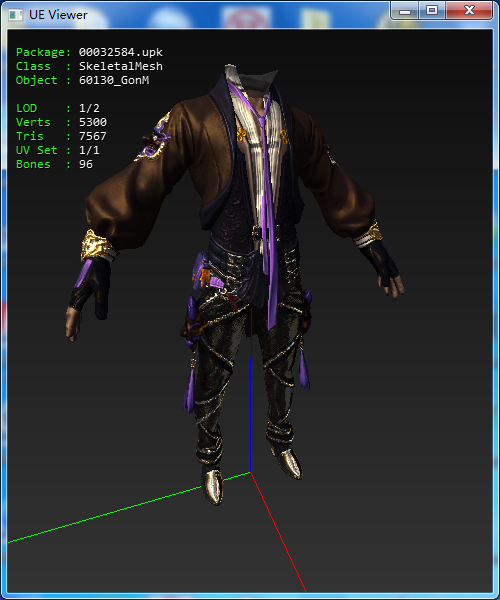 UE Viewer
Package: 00032584.upk
Class : SkeletalMesh
Object : 60130_GonM
LOD : 1/2
Verts : 5300
Tris : 7567
UV Set : 1/1
Bones : 96